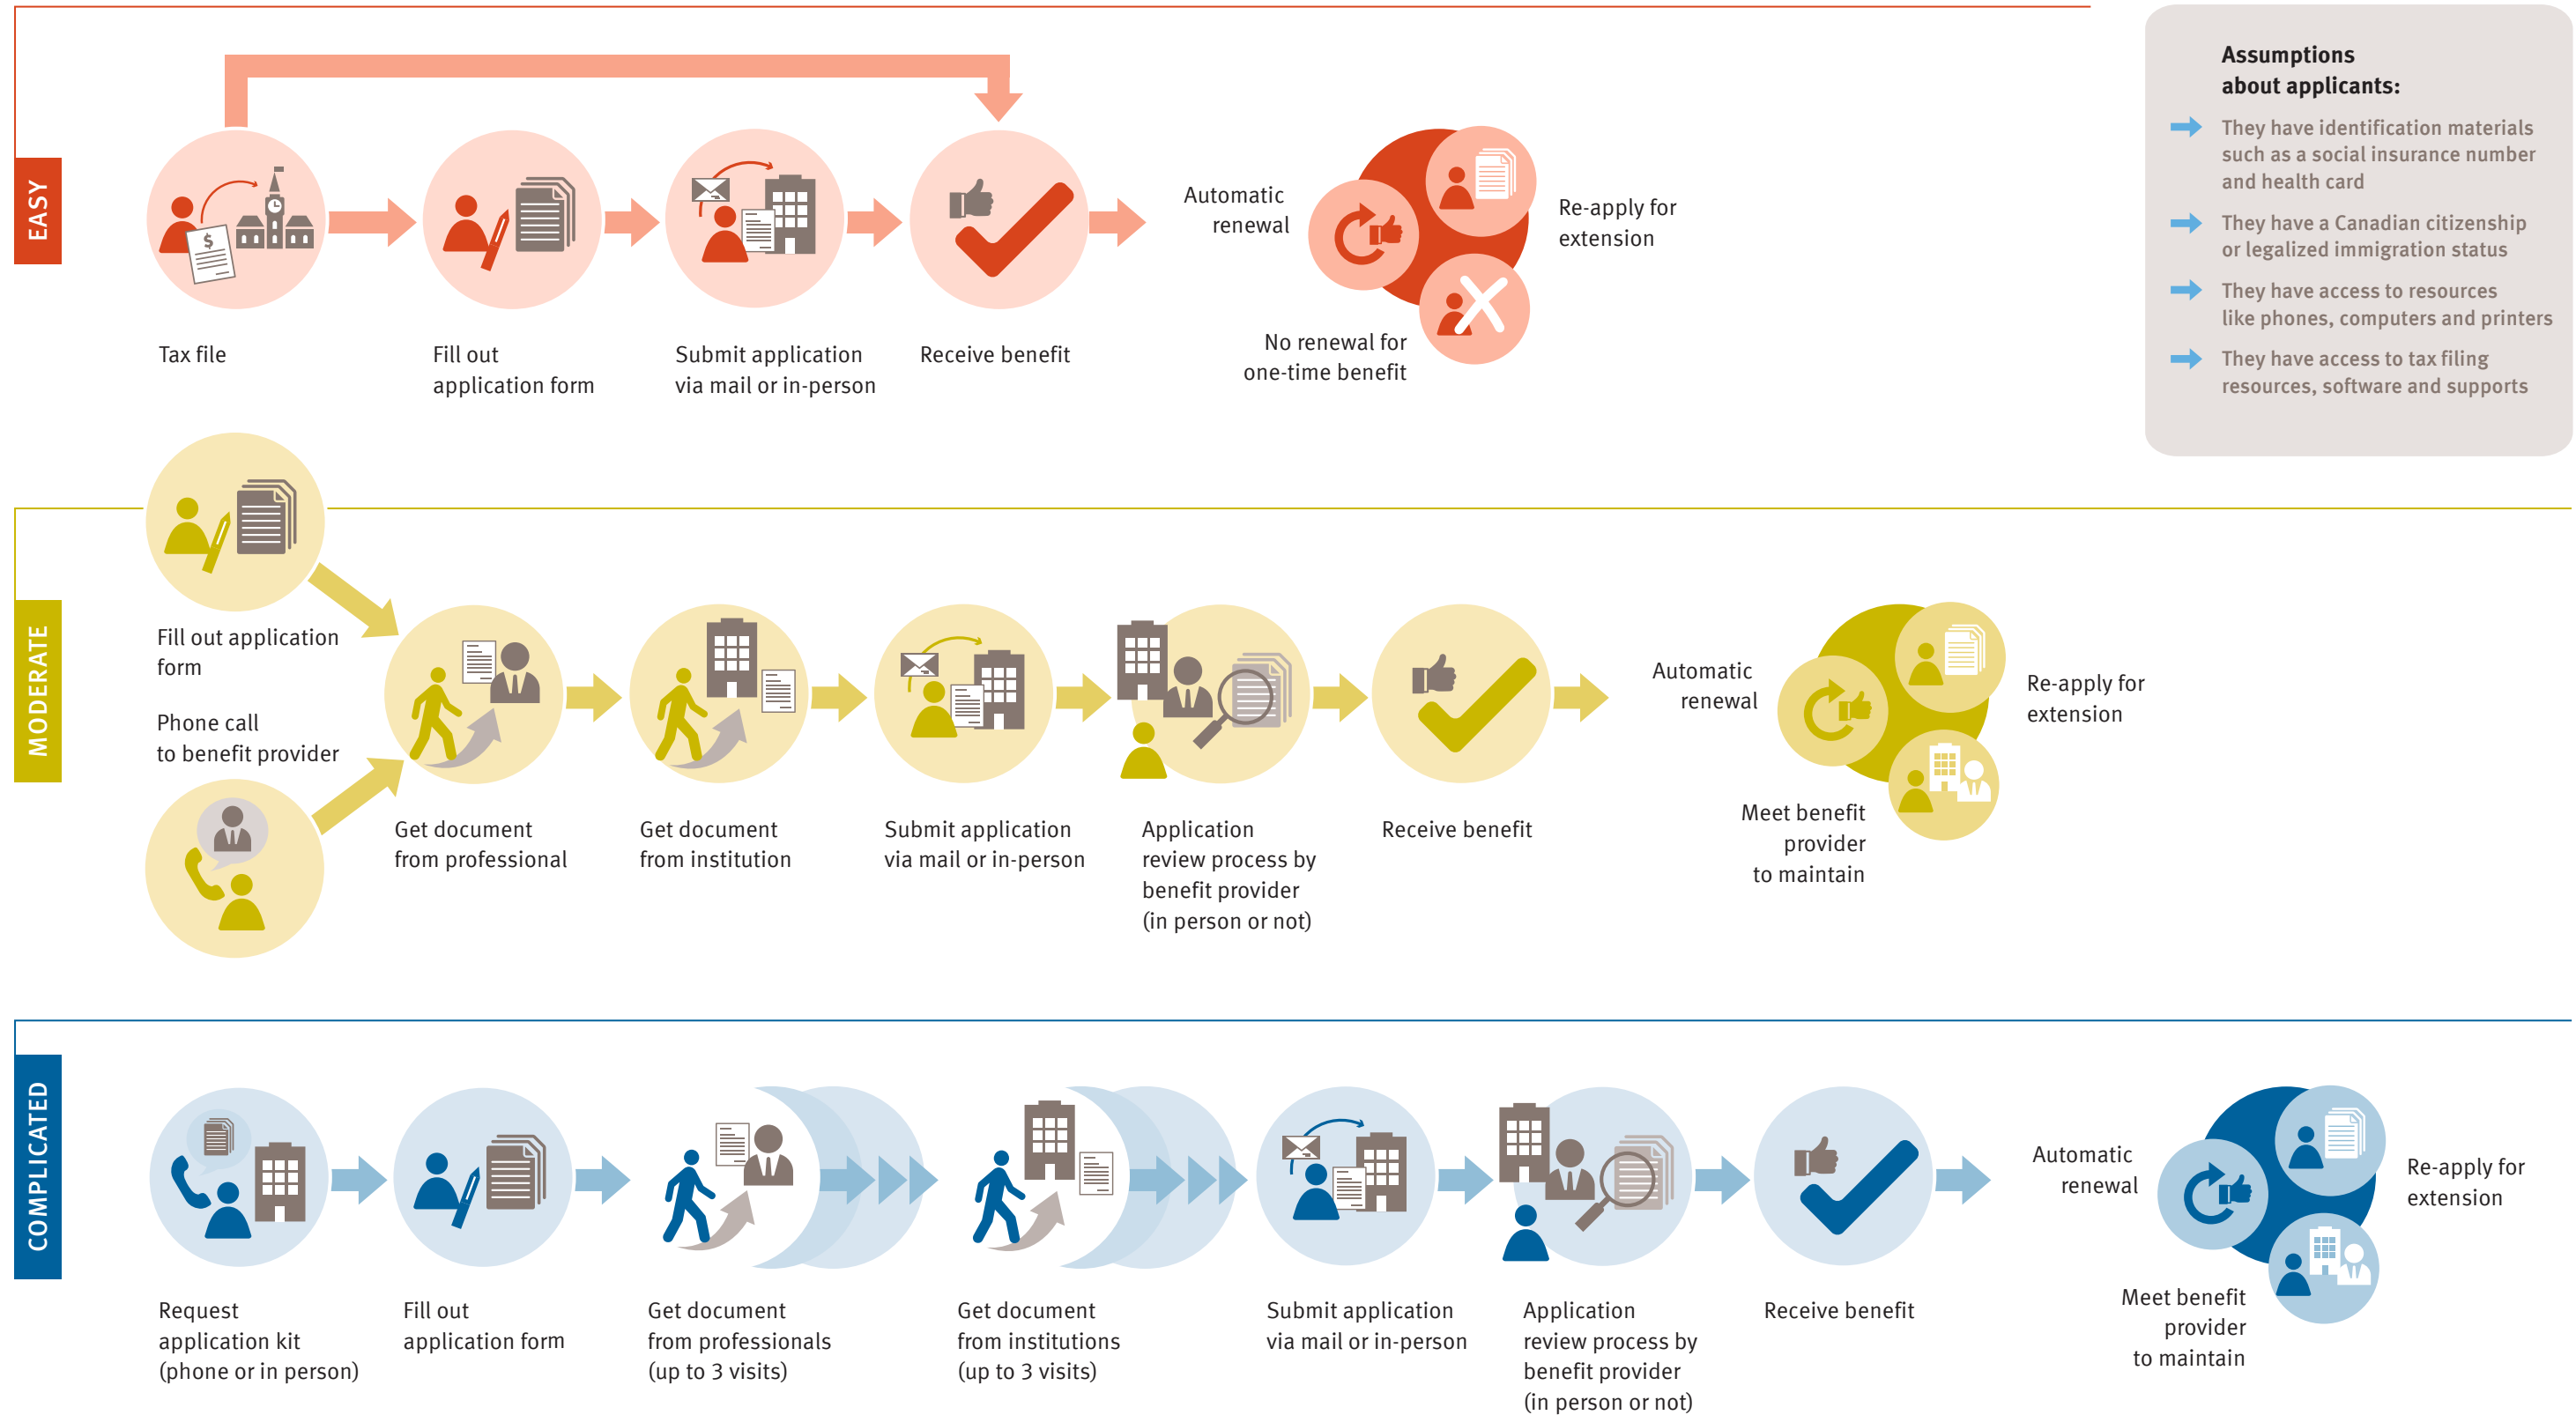 EASY
Tax file
Fill out
application form
Submit application
via mail or in-person
Receive benefit
Automatic
renewal
Re-apply for
extension
No renewal for
one-time benefit
Assumptions
about applicants:
They have identification materials
such as a social insurance number
and health card
They have a Canadian citizenship
or legalized immigration status
They have access to resources
like phones, computers and printers
They have access to tax filing
resources, software and supports
MODERATE
Fill out application
form
Phone call
to benefit provider
Get document
from professional
Get document
from institution
Submit application
via mail or in-person
Application
review process by
benefit provider
(in person or not)
Receive benefit
Automatic
renewal
Re-apply for
extension
Meet benefit
provider
to maintain
COMPLICATED
Request
application kit
(phone or in person)
Fill out
application form
Get document
from professionals
(up to 3 visits)
Get document
from institutions
(up to 3 visits)
Submit application
via mail or in-person
Application
review process by
benefit provider
(in person or not)
Receive benefit
Automatic
renewal
Re-apply for
extension
Meet benefit
provider
to maintain